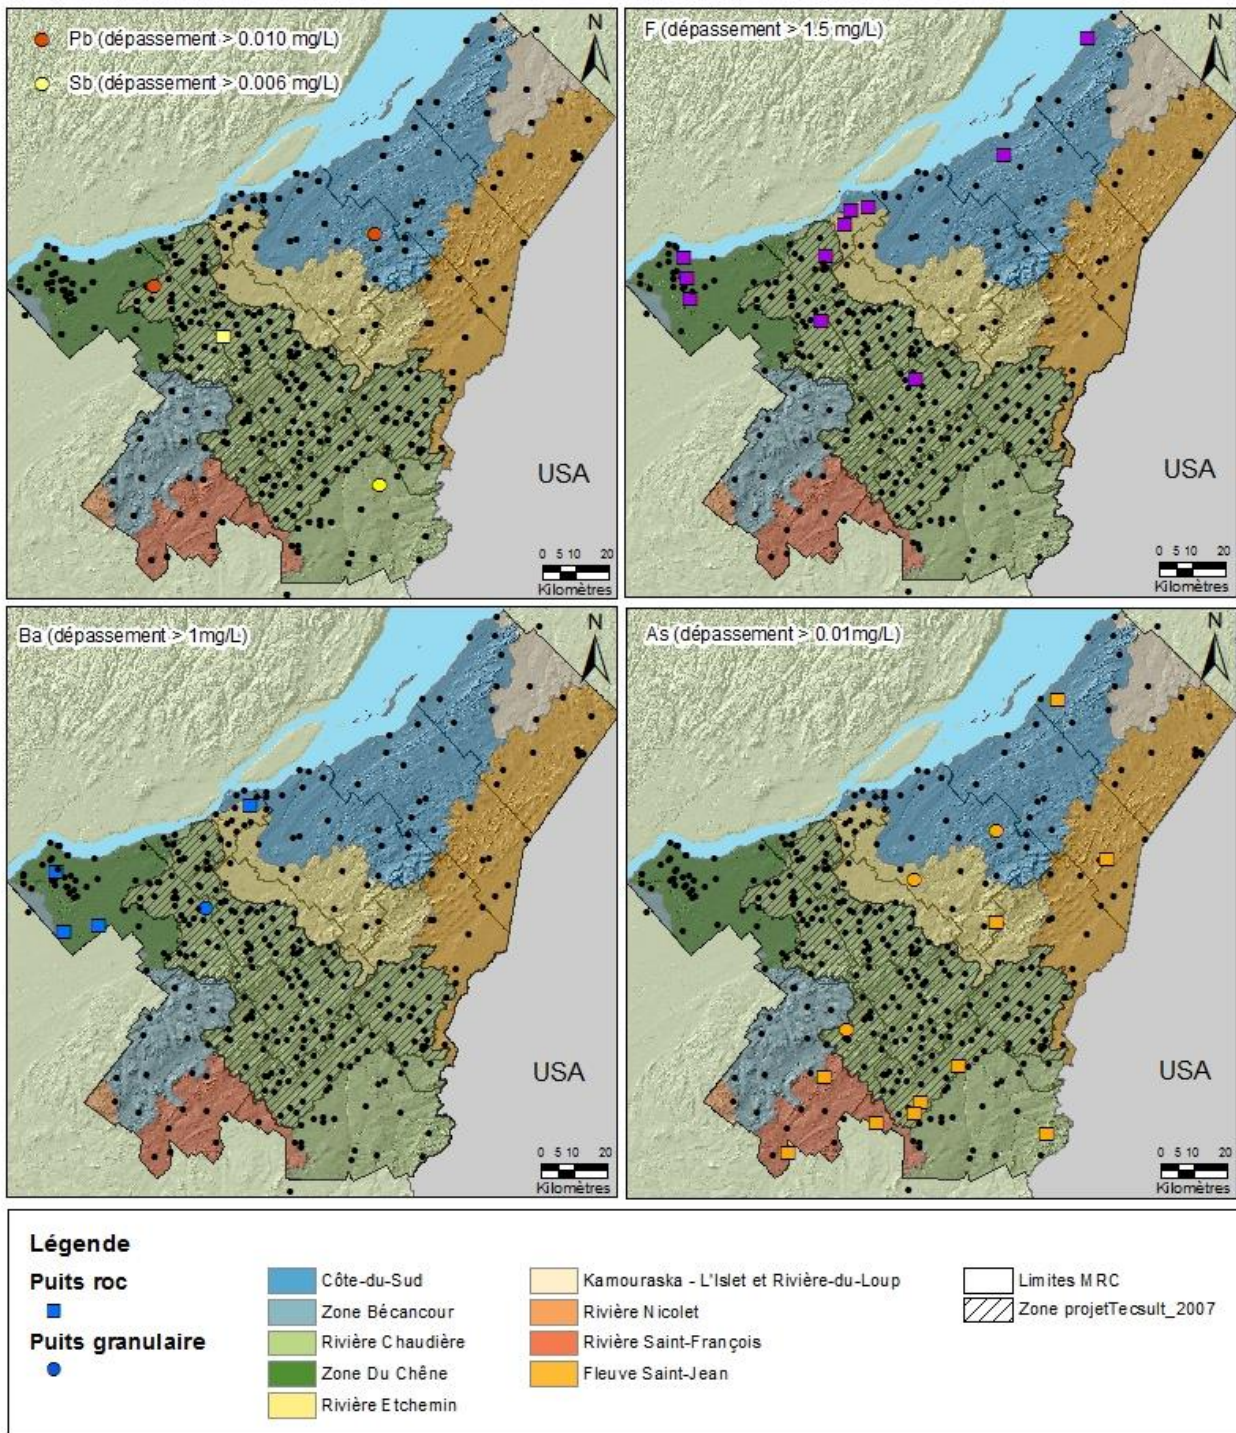 Pb (dépassement > 0.010 mg/L)
Sb (dépassement > 0.006 mg/L)
N
USA
0 5 10 20
Kilomètres
F (dépassement > 1.5 mg/L)
N
USA
0 5 10 20
Kilomètres
Ba (dépassement > 1mg/L)
N
USA
0 5 10 20
Kilomètres
As (dépassement > 0.01mg/L)
N
USA
0 5 10 20
Kilomètres
Légende
Puits roc
Puits granulaire
Côte-du-Sud
Zone Bécancour
Rivière Chaudière
Zone Du Chêne
Rivière Etchemin
Kamouraska - L'Islet et Rivière-du-Loup
Rivière Nicolet
Rivière Saint-François
Fleuve Saint-Jean
Limites MRC
Zone projetTecsult_2007